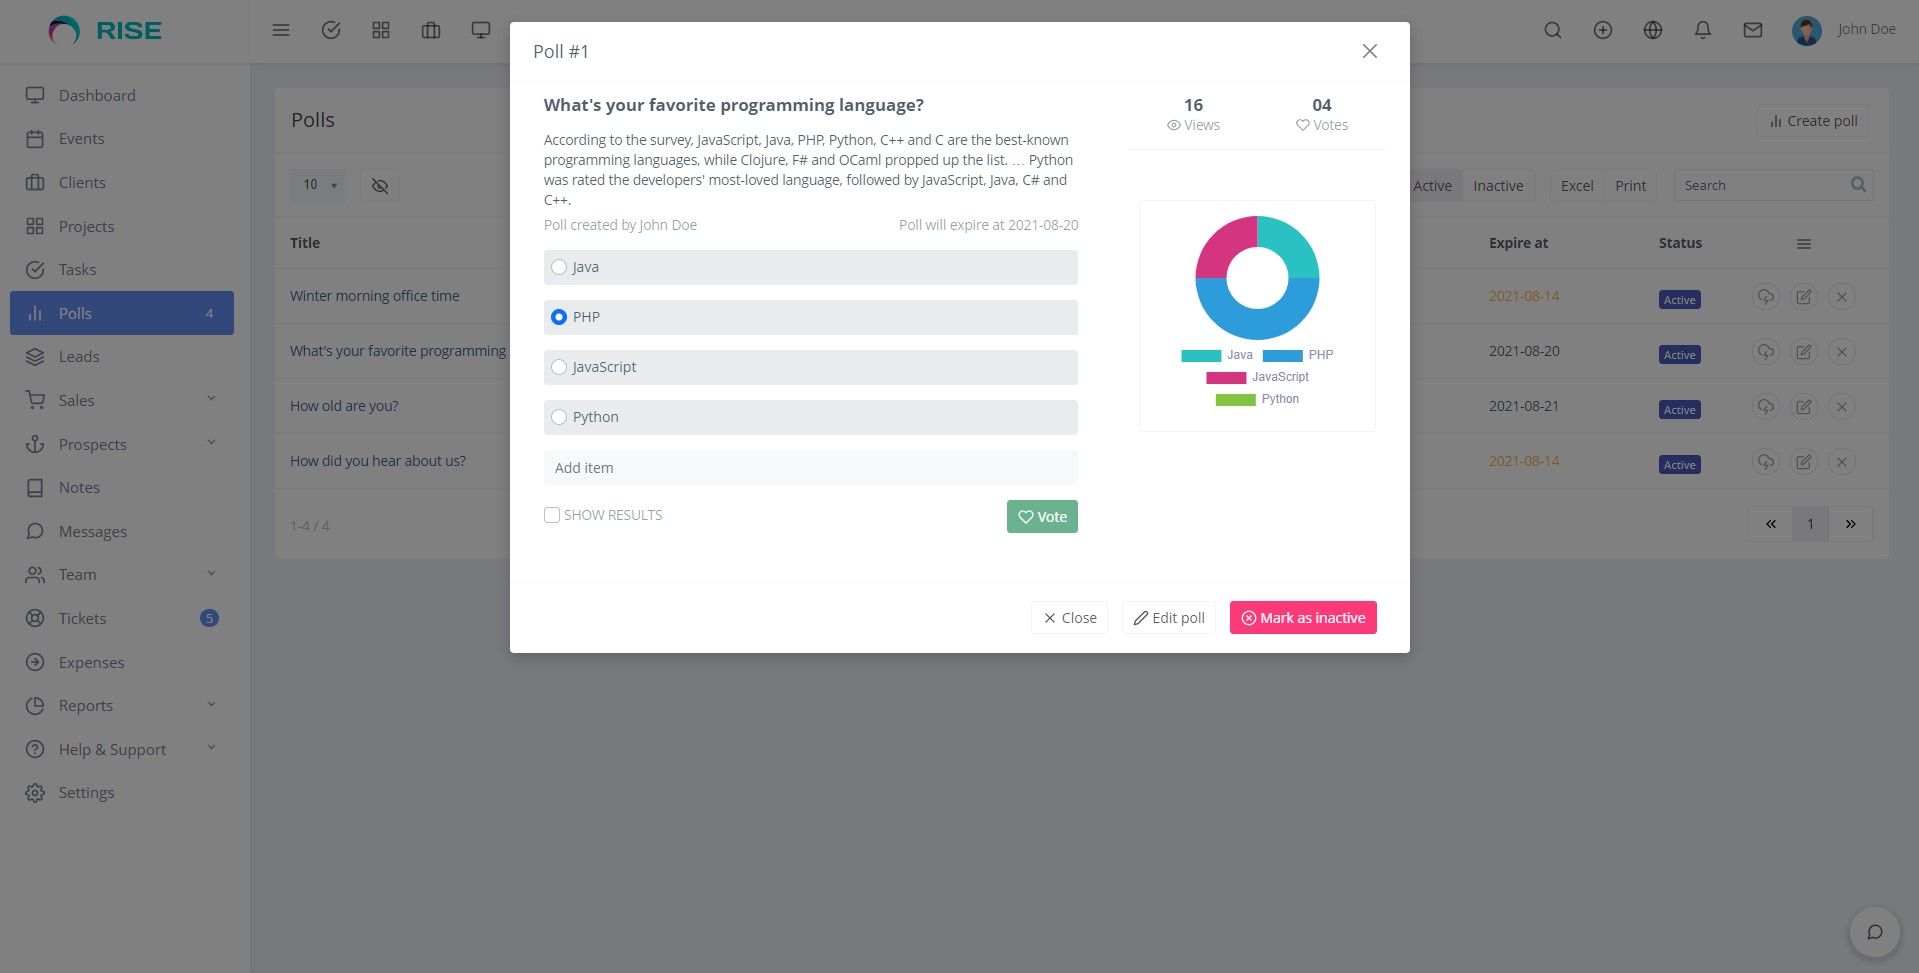 RISE
John Doe
Dashboard
Events
Clients
Projects
Tasks
Polls 4
Leads
Sales
Prospects
Notes
Messages
Team
Tickets 5
Expenses
Reports
Help & Support
Settings
Polls
Create poll
10
Active Inactive Excel Print Search
Title Expire at Status
Winter morning office time 2021-08-14 Active
What's your favorite programming 2021-08-20 Active
How old are you? 2021-08-21 Active
How did you hear about us? 2021-08-14 Active
1-4 / 4
« 1 »
Poll #1
What's your favorite programming language?
According to the survey, JavaScript, Java, PHP, Python, C++ and C are the best-known
programming languages, while Clojure, F# and OCaml propped up the list. … Python
was rated the developers' most-loved language, followed by JavaScript, Java, C# and
C++.
Poll created by John Doe Poll will expire at 2021-08-20
Java
PHP
JavaScript
Python
Add item
SHOW RESULTS Vote
16 04
Views Votes
Java PHP
JavaScript
Python
Close Edit poll Mark as inactive